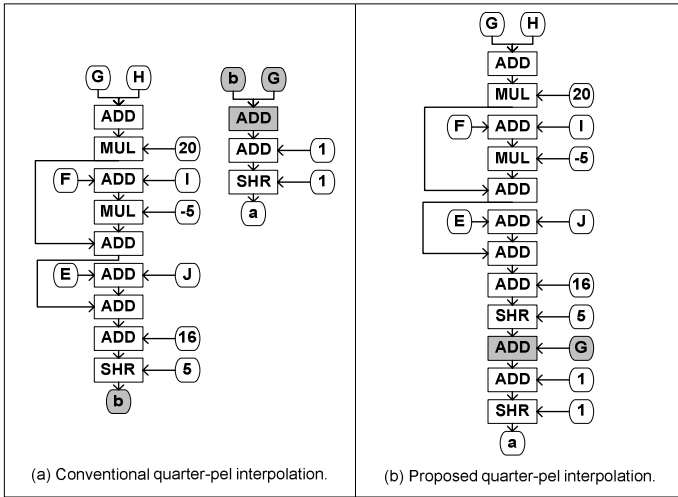 G H
ADD
MUL 20
F ADD I
MUL -5
ADD
E ADD J
ADD
ADD 16
SHR 5
b
b G
ADD
ADD 1
SHR 1
a
(a) Conventional quarter-pel interpolation.
G H
ADD
MUL 20
F ADD I
MUL -5
ADD
E ADD J
ADD
ADD 16
SHR 5
ADD G
ADD 1
SHR 1
a
(b) Proposed quarter-pel interpolation.